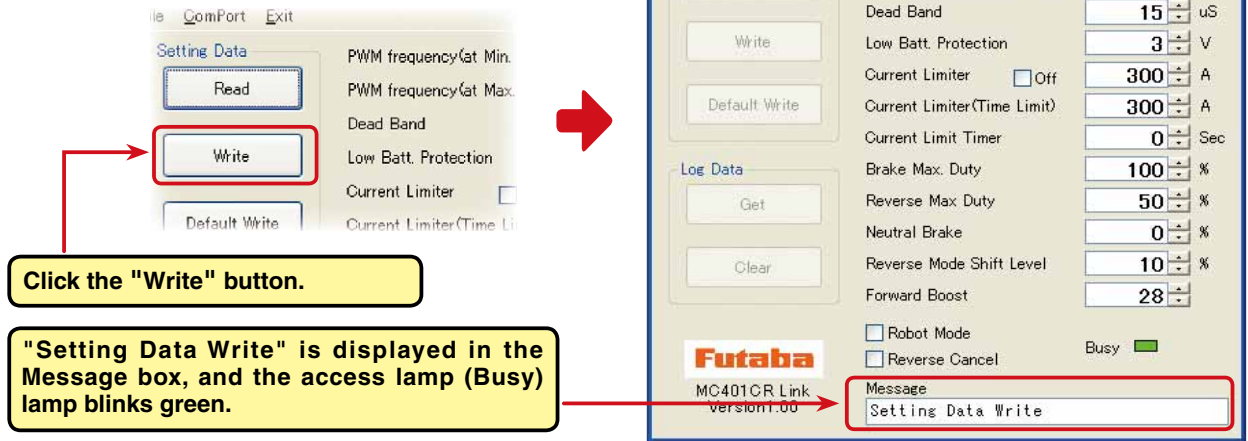 ComPort Exit
Setting Data
Read
Write
Default Write
PWM frequency(at Min.
PWM frequency(at Max.
Dead Band
Low Batt. Protection
Current Limiter
Current Limiter(Time Li
Click the "Write" button.
"Setting Data Write" is displayed in the
Message box, and the access lamp (Busy)
lamp blinks green.
Write
Default Write
Log Data
Get
Clear
Futaba
MC401CR Link
Version1.00
Dead Band 15 uS
Low Batt. Protection 3 V
Current Limiter Off 300 A
Current Limiter(Time Limit) 300 A
Current Limit Timer 0 Sec
Brake Max. Duty 100 %
Reverse Max Duty 50 %
Neutral Brake 0 %
Reverse Mode Shift Level 10 %
Forward Boost 28
Robot Mode
Reverse Cancel
Busy
Message
Setting Data Write